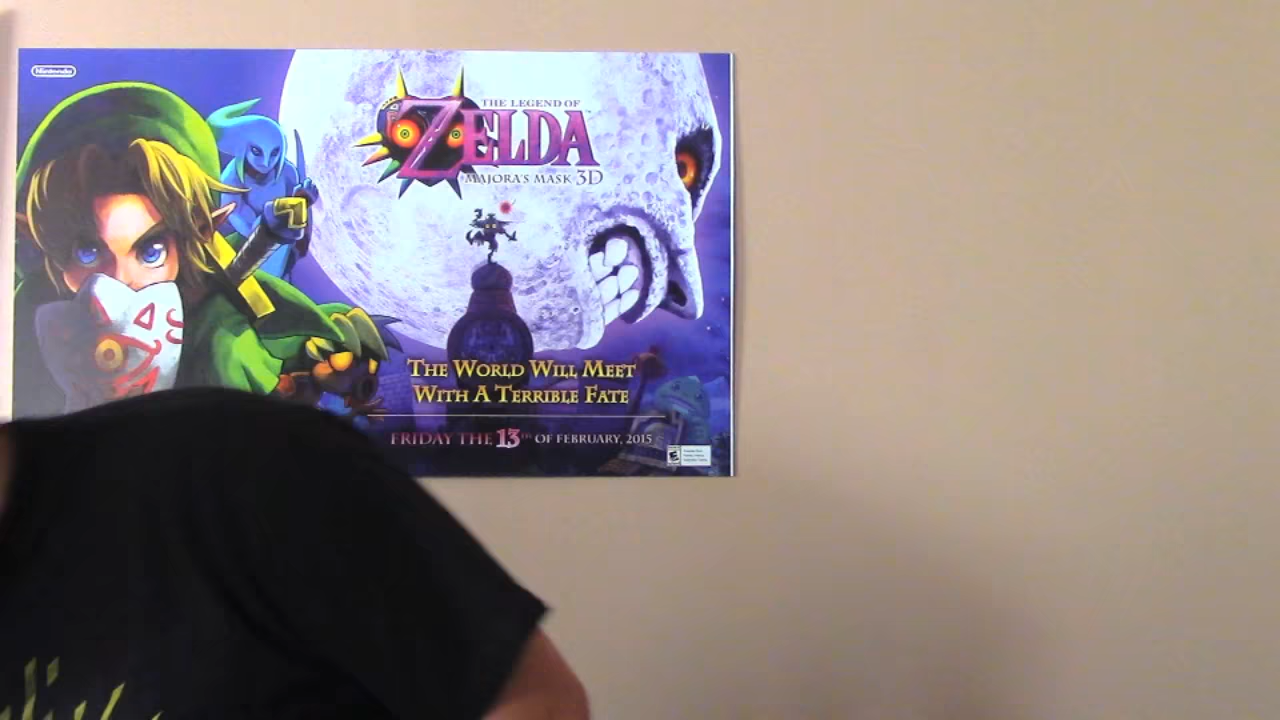 Nintendo
THE LEGEND OF
ZELDA
MAJORA'S MASK 3D
THE WORLD WILL MEET
WITH A TERRIBLE FATE
FRIDAY THE 13TH OF FEBRUARY, 2015
E